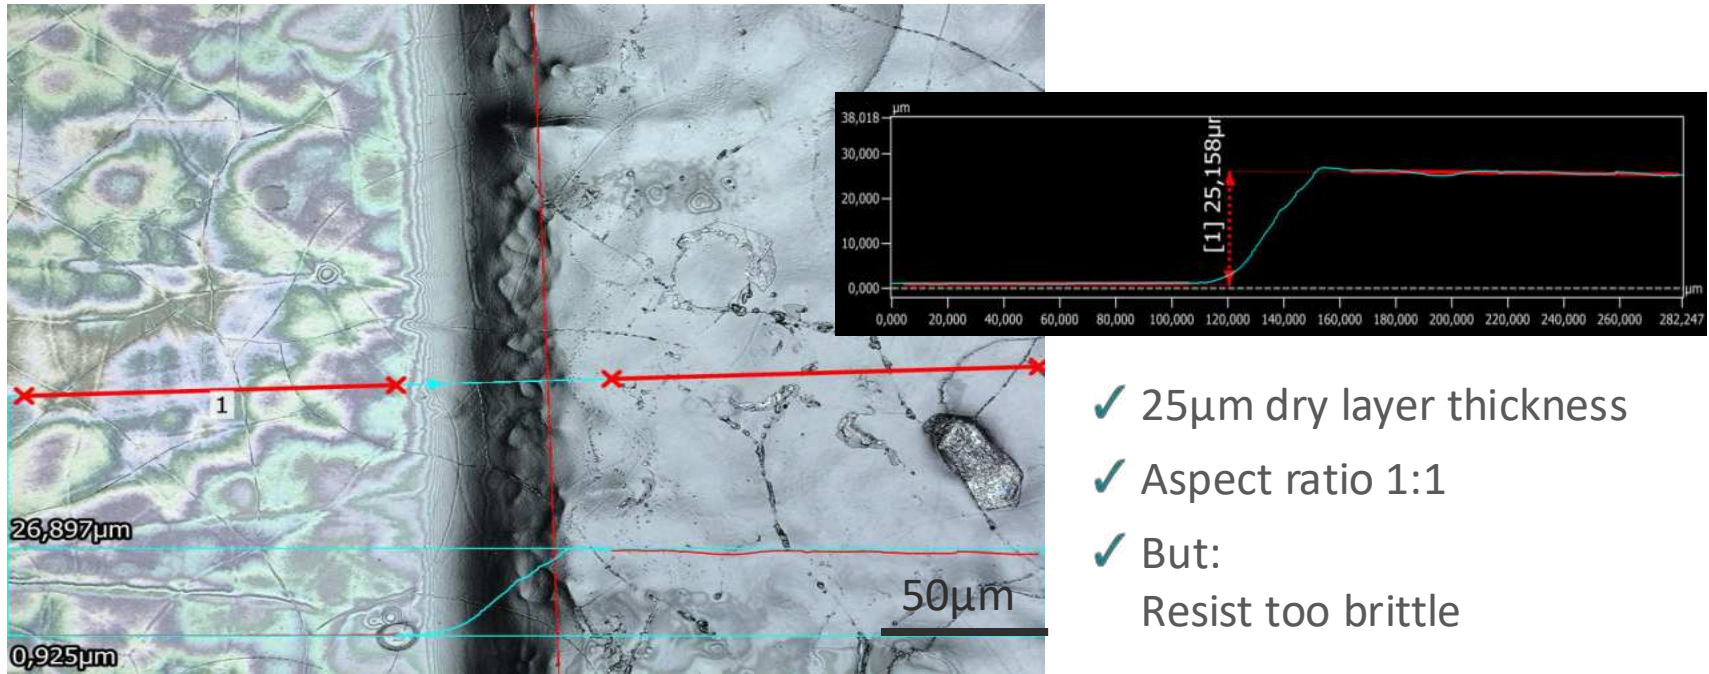 1
26,897µm
0,925µm
50µm
µm
38,018
30,000
20,000
10,000
0,000
[1] 25,158µm
µm
0,000 20,000 40,000 60,000 80,000 100,000 120,000 140,000 160,000 180,000 200,000 220,000 240,000 260,000 282,247
✓ 25µm dry layer thickness
✓ Aspect ratio 1:1
✓ But:
Resist too brittle